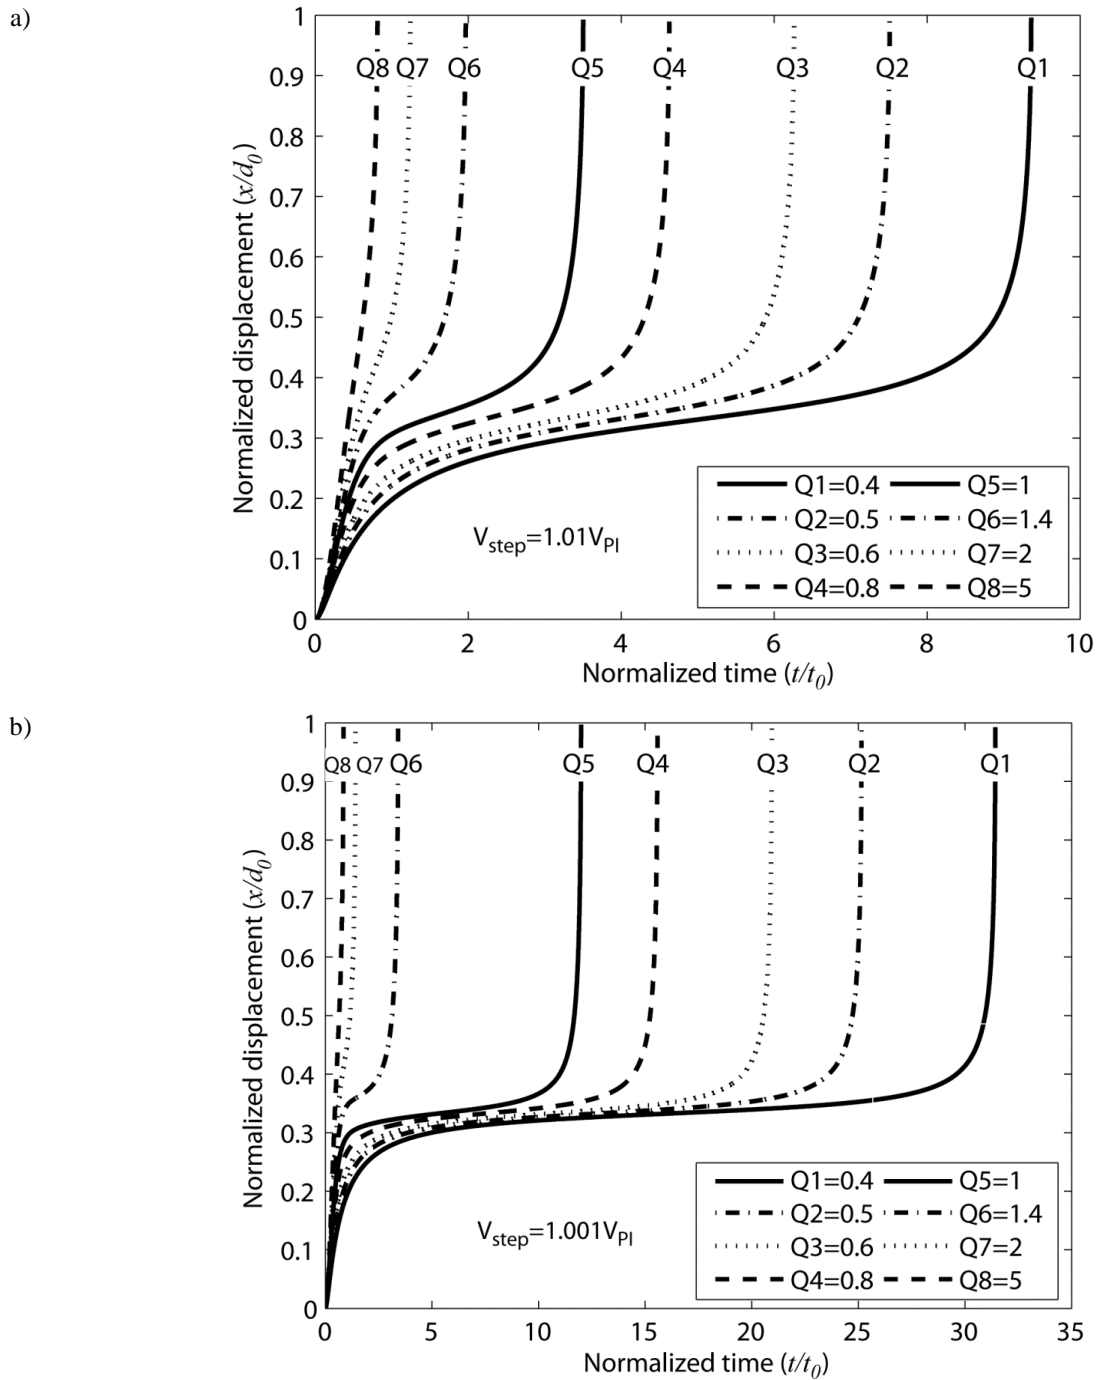 a)
1
0.9
0.8
0.7
0.6
0.5
0.4
0.3
0.2
0.1
0
Normalized displacement (x/d0)
Q8 Q7 Q6 Q5 Q4 Q3 Q2 Q1
Vstep=1.01VPI
Q1=0.4 Q5=1
Q2=0.5 Q6=1.4
Q3=0.6 Q7=2
Q4=0.8 Q8=5
0 2 4 6 8 10
Normalized time (t/t0)
b)
1
0.9
0.8
0.7
0.6
0.5
0.4
0.3
0.2
0.1
0
Normalized displacement (x/d0)
Q8 Q7 Q6 Q5 Q4 Q3 Q2 Q1
Vstep=1.001VPI
Q1=0.4 Q5=1
Q2=0.5 Q6=1.4
Q3=0.6 Q7=2
Q4=0.8 Q8=5
0 5 10 15 20 25 30 35
Normalized time (t/t0)